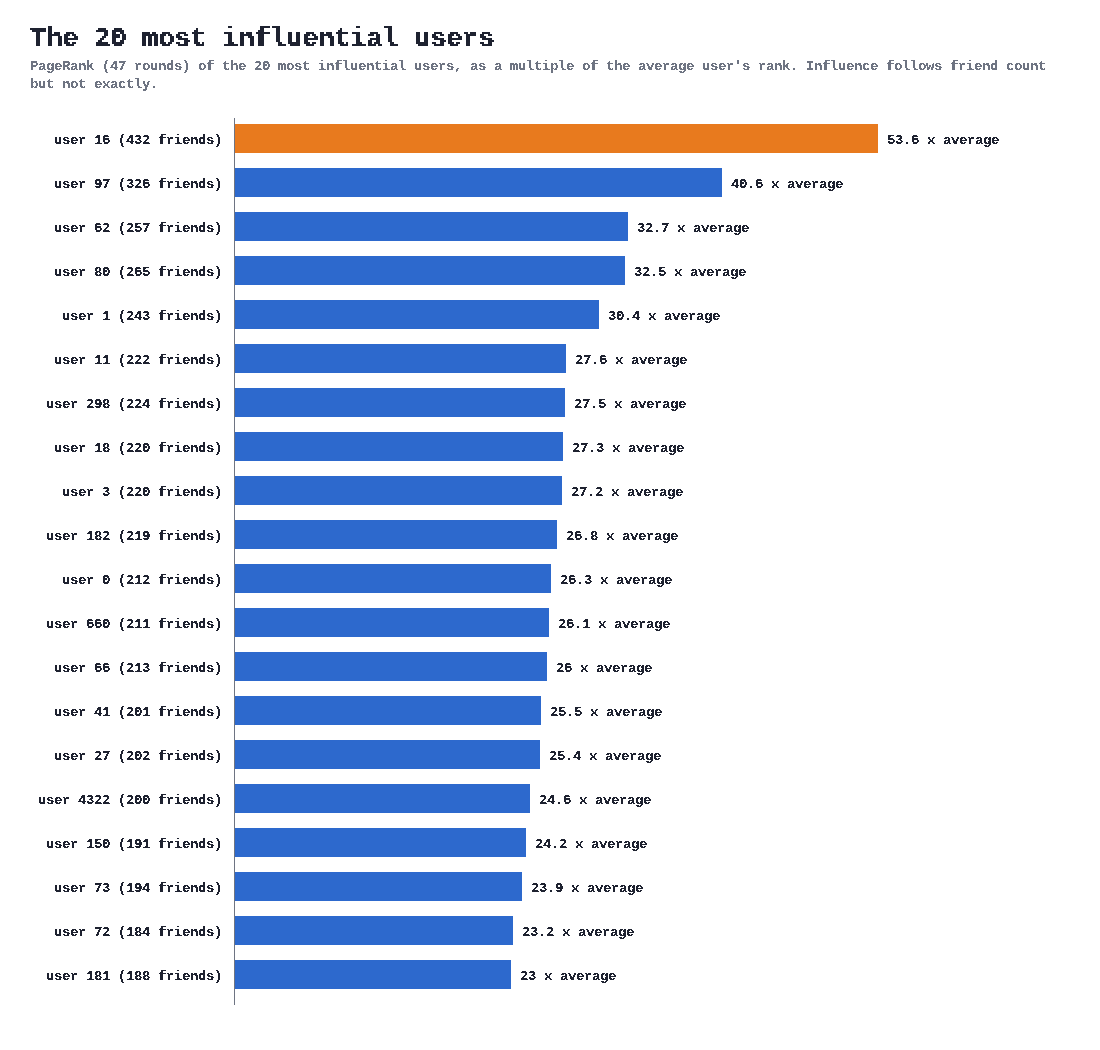 The 20 most influential users
PageRank (47 rounds) of the 20 most influential users, as a multiple of the average user's rank. Influence follows friend count
but not exactly.
user 16 (432 friends) 53.6 x average
user 97 (326 friends) 40.6 x average
user 62 (257 friends) 32.7 x average
user 80 (265 friends) 32.5 x average
user 1 (243 friends) 30.4 x average
user 11 (222 friends) 27.6 x average
user 298 (224 friends) 27.5 x average
user 18 (220 friends) 27.3 x average
user 3 (220 friends) 27.2 x average
user 182 (219 friends) 26.8 x average
user 0 (212 friends) 26.3 x average
user 660 (211 friends) 26.1 x average
user 66 (213 friends) 26 x average
user 41 (201 friends) 25.5 x average
user 27 (202 friends) 25.4 x average
user 4322 (200 friends) 24.6 x average
user 150 (191 friends) 24.2 x average
user 73 (194 friends) 23.9 x average
user 72 (184 friends) 23.2 x average
user 181 (188 friends) 23 x average